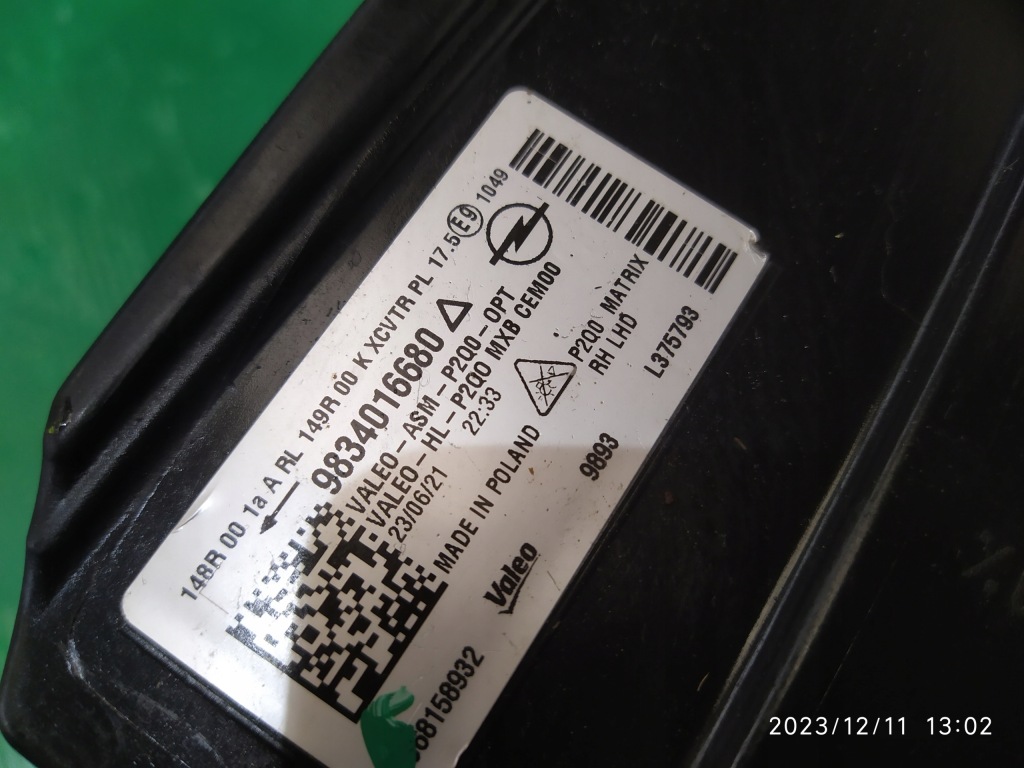 148R 00 1a A RL 149R 00 K XCVTR PL 17.5 E9 1049
9834016680
VALEO-ASM-P2Q0-OPT
VALEO-HL-P2Q0 MXB CEM00
23/06/21 22:33
MADE IN POLAND
P2Q0 MATRIX
RH LHD
9893
L3757793
Valeo
68158932
2023/12/11 13:02